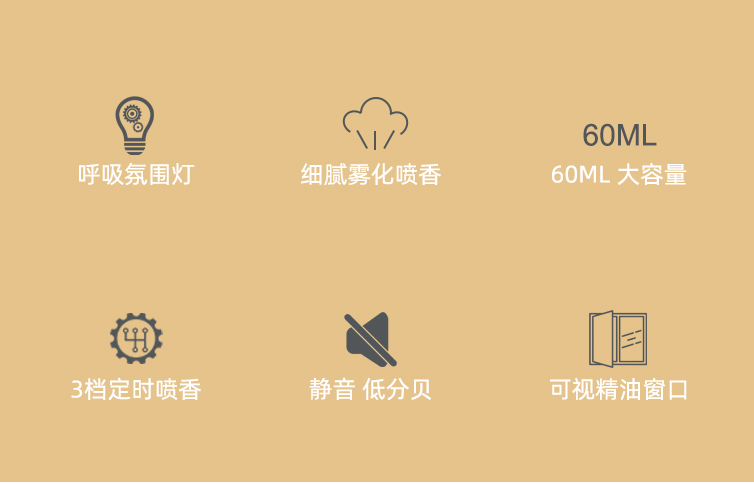 60ML
呼吸氛围灯
细腻雾化喷香
60ML 大容量
3档定时喷香
静音 低分贝
可视精油窗口